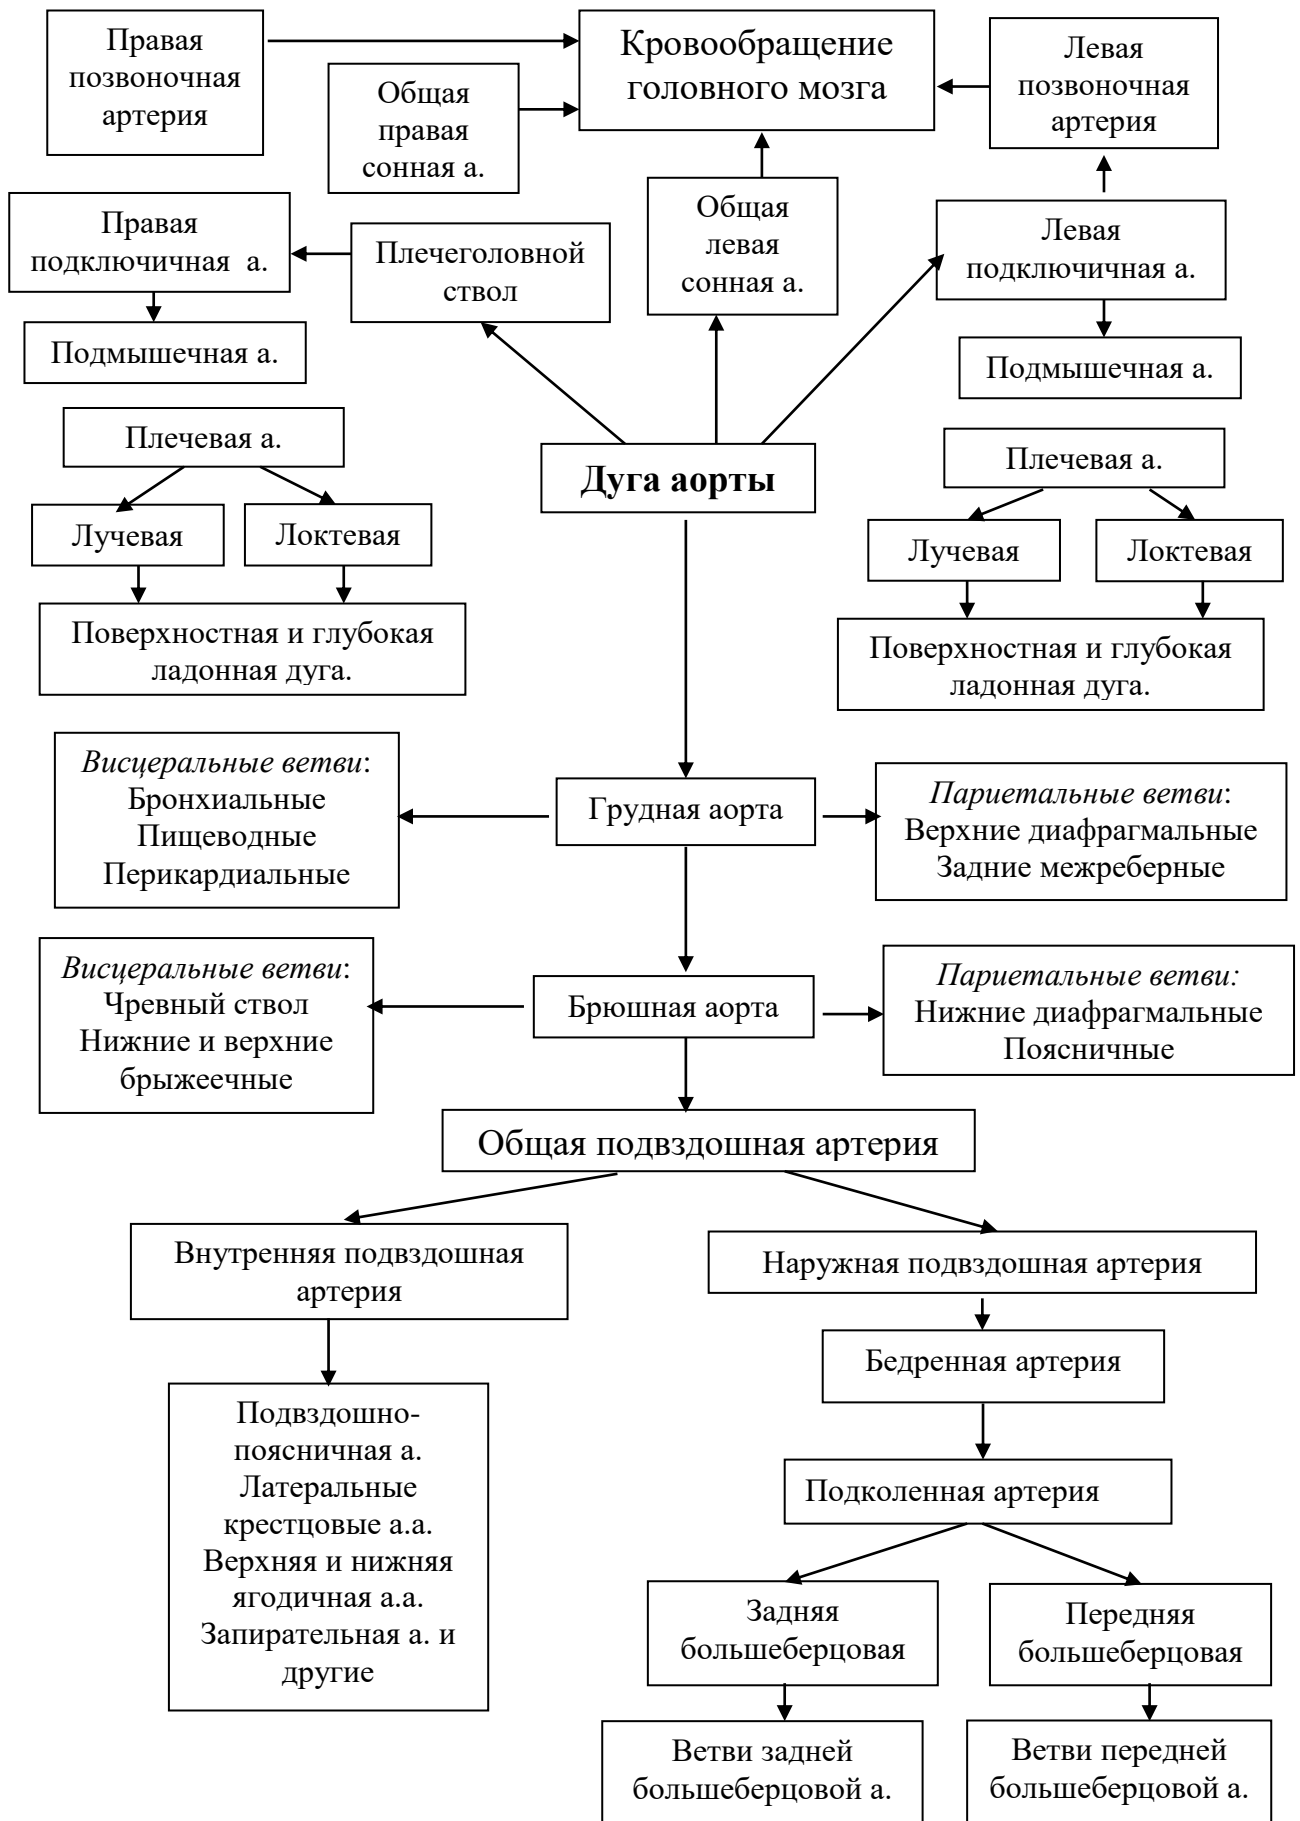 Правая
позвоночная
артерия
Кровообращение
головного мозга
Левая
позвоночная
артерия
Общая
правая
сонная а.
Общая
левая
сонная а.
Правая
подключичная а.
Плечеголовной
ствол
Левая
подключичная а.
Подмышечная а.
Подмышечная а.
Плечевая а.
Дуга аорты
Плечевая а.
Лучевая
Локтевая
Лучевая
Локтевая
Поверхностная и глубокая
ладонная дуга.
Поверхностная и глубокая
ладонная дуга.
Висцеральные ветви:
Бронхиальные
Пищеводные
Перикардиальные
Грудная аорта
Париетальные ветви:
Верхние диафрагмальные
Задние межреберные
Висцеральные ветви:
Чревный ствол
Нижние и верхние
брыжеечные
Брюшная аорта
Париетальные ветви:
Нижние диафрагмальные
Поясничные
Общая подвздошная артерия
Внутренняя подвздошная
артерия
Наружная подвздошная артерия
Бедренная артерия
Подвздошно-
поясничная а.
Латеральные
крестцовые а.а.
Верхняя и нижняя
ягодичная а.а.
Запирательная а. и
другие
Подколенная артерия
Задняя
большеберцовая
Передняя
большеберцовая
Ветви задней
большеберцовой а.
Ветви передней
большеберцовой а.